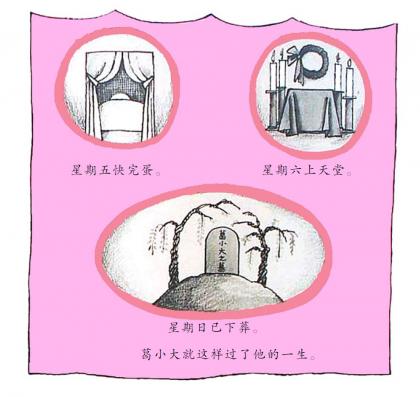 星期五快完蛋。
星期六上天堂。
葛小大之墓
星期日已下葬。
葛小大就这样过了他的一生。